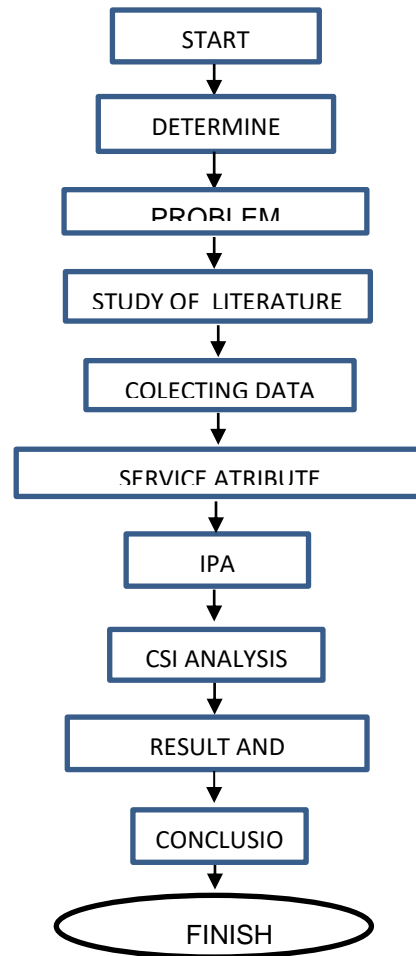 START
DETERMINE
PROBLEM
STUDY OF LITERATURE
COLECTING DATA
SERVICE ATRIBUTE
IPA
CSI ANALYSIS
RESULT AND
CONCLUSIO
FINISH